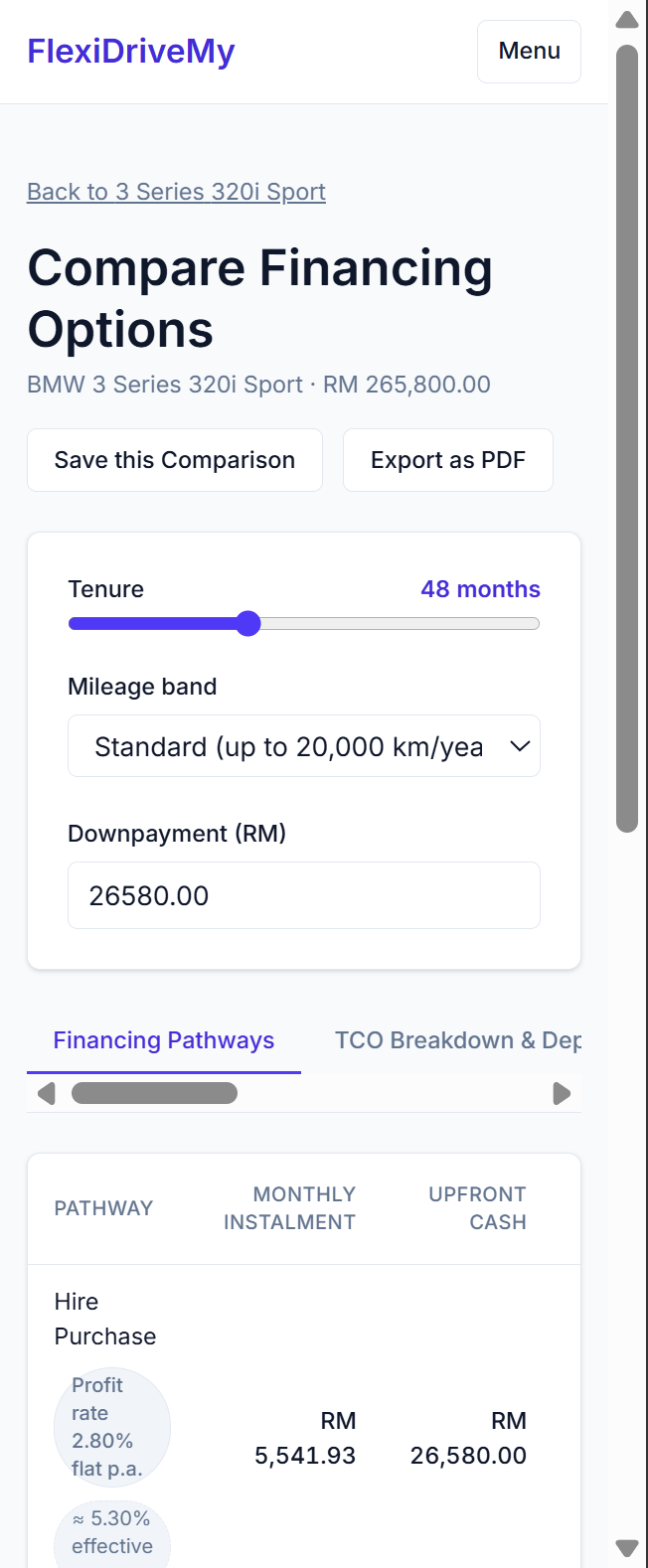 FlexiDriveMy
Menu
Back to 3 Series 320i Sport
Compare Financing
Options
BMW 3 Series 320i Sport · RM 265,800.00
Save this Comparison
Export as PDF
Tenure
48 months
Mileage band
Standard (up to 20,000 km/yea
Downpayment (RM)
26580.00
Financing Pathways
TCO Breakdown & Dep
PATHWAY
MONTHLY
INSTALMENT
UPFRONT
CASH
Hire
Purchase
Profit
rate
2.80%
flat p.a.
RM
5,541.93
RM
26,580.00
≈ 5.30%
effective